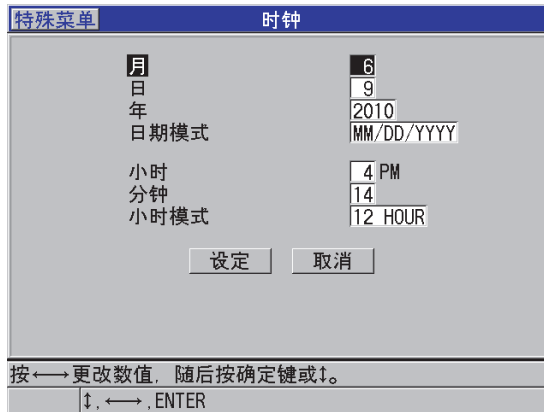 特殊菜单 时钟
月 6
日 9
年 2010
日期模式 MM/DD/YYYY
小时 4 PM
分钟 14
小时模式 12 HOUR
设定 取消
按←→更改数值, 随后按确定键或↕。
↕, ←→, ENTER